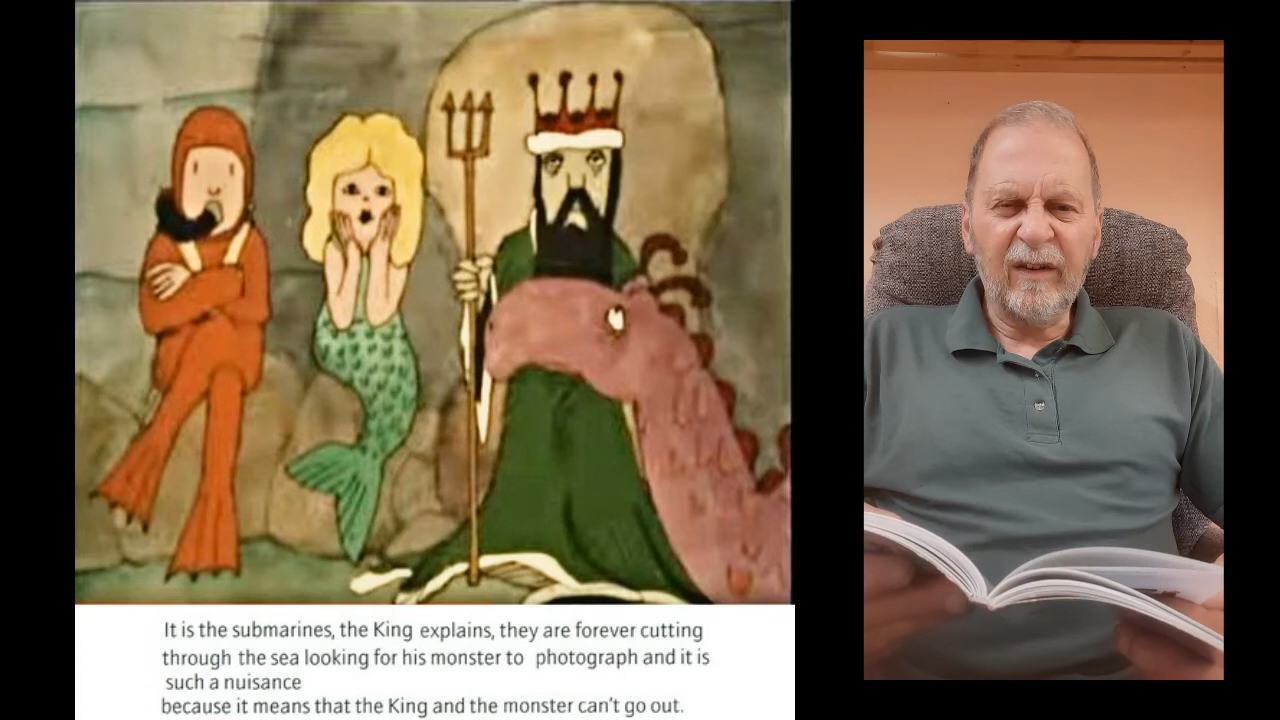 It is the submarines, the King explains, they are forever cutting
through the sea looking for his monster to photograph and it is
such a nuisance
because it means that the King and the monster can't go out.